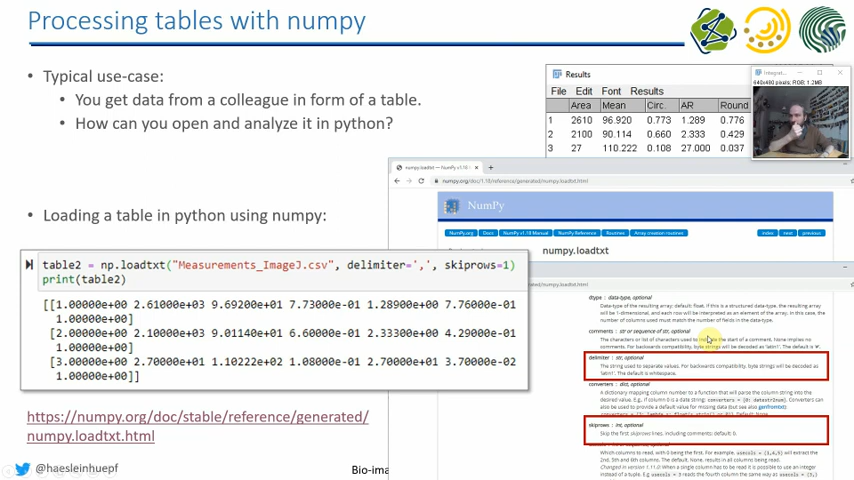 Processing tables with numpy
• Typical use-case:
• You get data from a colleague in form of a table.
• How can you open and analyze it in python?
Results
File Edit Font Results
Area Mean Circ. AR Round
1 2610 96.920 0.773 1.289 0.776
2 2100 90.114 0.660 2.333 0.429
3 27 110.222 0.108 27.000 0.037
640x480 pixels; RGB; 1.2MB
• Loading a table in python using numpy:
table2 = np.loadtxt("Measurements_ImageJ.csv", delimiter=',', skiprows=1)
print(table2)
[[1.00000e+00 2.61000e+03 9.69200e+01 7.73000e-01 1.28900e+00 7.76000e-01
1.00000e+00]
[2.00000e+00 2.10000e+03 9.01140e+01 6.60000e-01 2.33300e+00 4.29000e-01
1.00000e+00]
[3.00000e+00 2.70000e+01 1.10222e+02 1.08000e-01 2.70000e+01 3.70000e-02
1.00000e+00]]
https://numpy.org/doc/stable/reference/generated/
numpy.loadtxt.html
@haesleinhuepf
Bio-ima
numpy.loadtxt — NumPy v1.18
numpy.org/doc/1.18/reference/generated/numpy.loadtxt.html
NumPy
NumPy.org Docs NumPy v1.18 Manual NumPy Reference Routines Array creation routines index next previous
numpy.loadtxt
dtype : data-type, optional
Data-type of the resulting array; default: float. If this is a structured data-type, the resulting array
will be 1-dimensional, and each row will be interpreted as an element of the array. In this case, the
number of columns used must match the number of fields in the data-type.
comments : str or sequence of str, optional
The characters or list of characters used to indicate the start of a comment. None implies no
comments. For backwards compatibility, byte strings will be decoded as 'latin1'. The default is '#'.
delimiter : str, optional
The string used to separate values. For backwards compatibility, byte strings will be decoded as
'latin1'. The default is whitespace.
converters : dict, optional
A dictionary mapping column number to a function that will parse the column string into the
desired value. E.g., if column 0 is a date string:
Converters can
also be used to provide a default value for missing data (but see also genfromtxt):
skiprows : int, optional
Skip the first skiprows lines, including comments; default: 0.
Which columns to read, with 0 being the first. For example, usecols = (1,4,5) will extract the
2nd, 5th and 6th columns. The default, None, results in all columns being read.
Changed in version 1.11.0: When a single column has to be read it is possible to use an integer
instead of a tuple. E.g usecols = 3 reads the fourth column the same way as usecols = (3,)